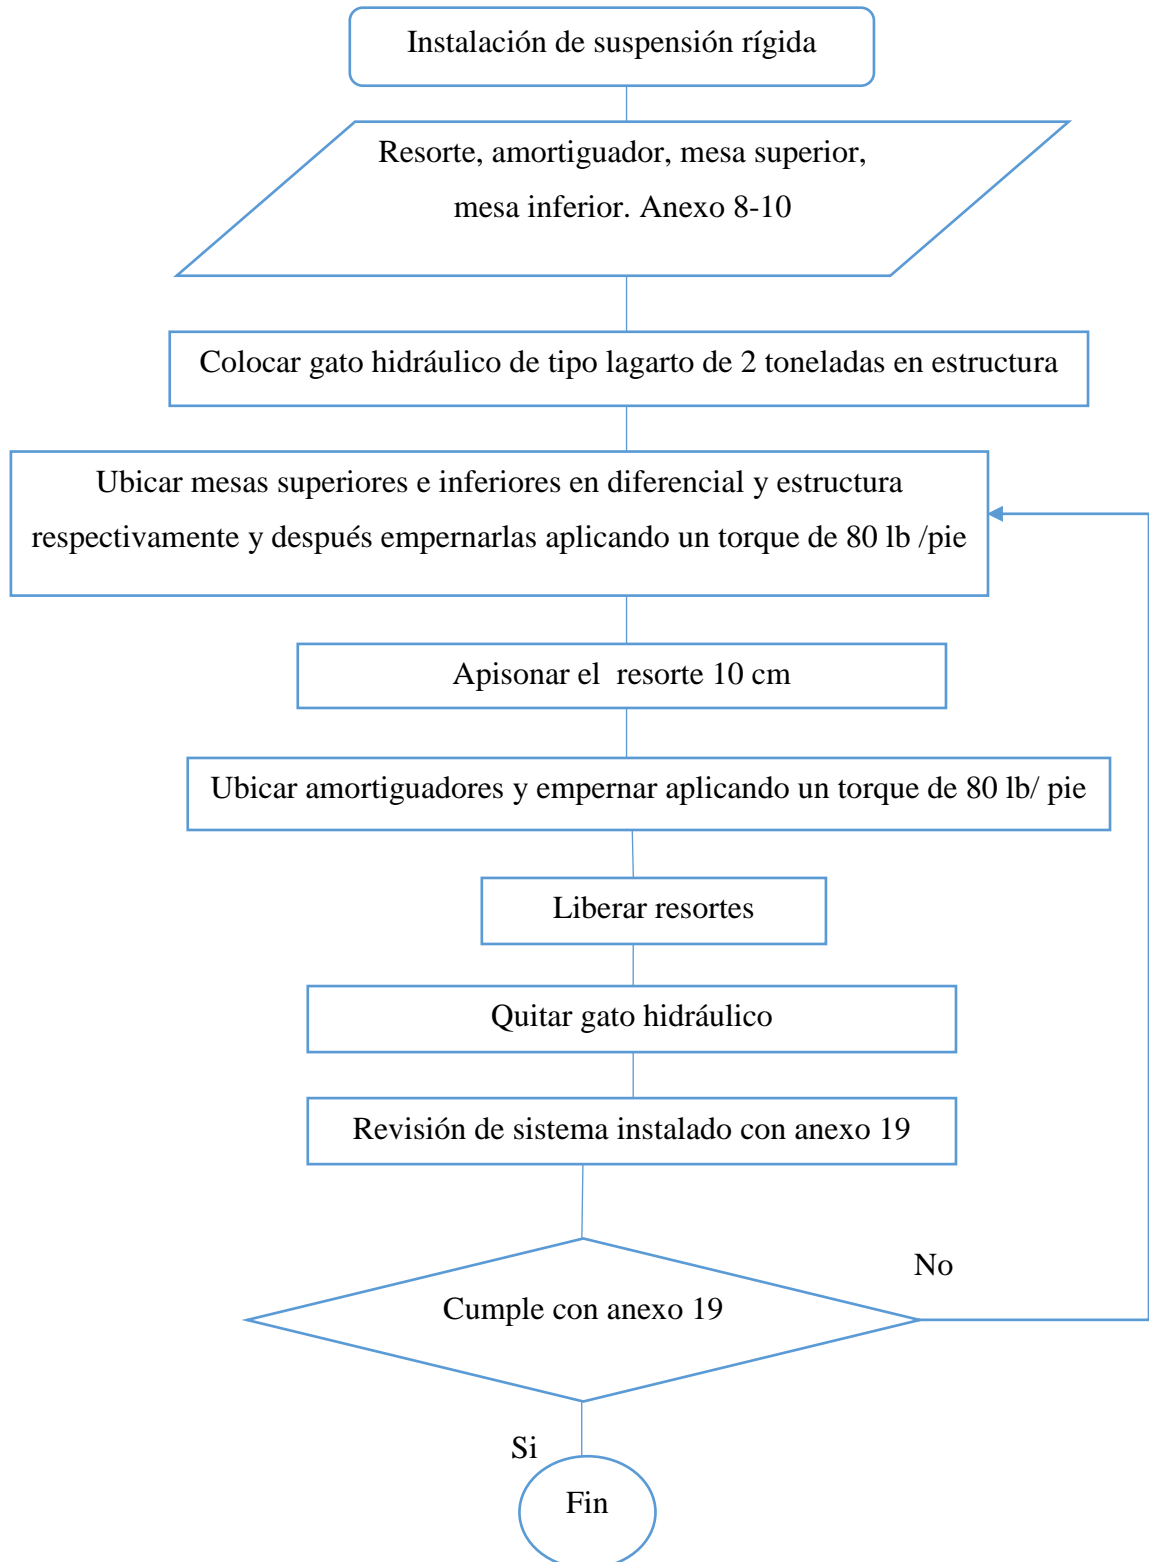 Instalación de suspensión rígida
Resorte, amortiguador, mesa superior,
mesa inferior. Anexo 8-10
Colocar gato hidráulico de tipo lagarto de 2 toneladas en estructura
Ubicar mesas superiores e inferiores en diferencial y estructura
respectivamente y después empernarlas aplicando un torque de 80 lb /pie
Apisonar el  resorte 10 cm
Ubicar amortiguadores y empernar aplicando un torque de 80 lb/ pie
Liberar resortes
Quitar gato hidráulico
Revisión de sistema instalado con anexo 19
No
Cumple con anexo 19
Si
Fin